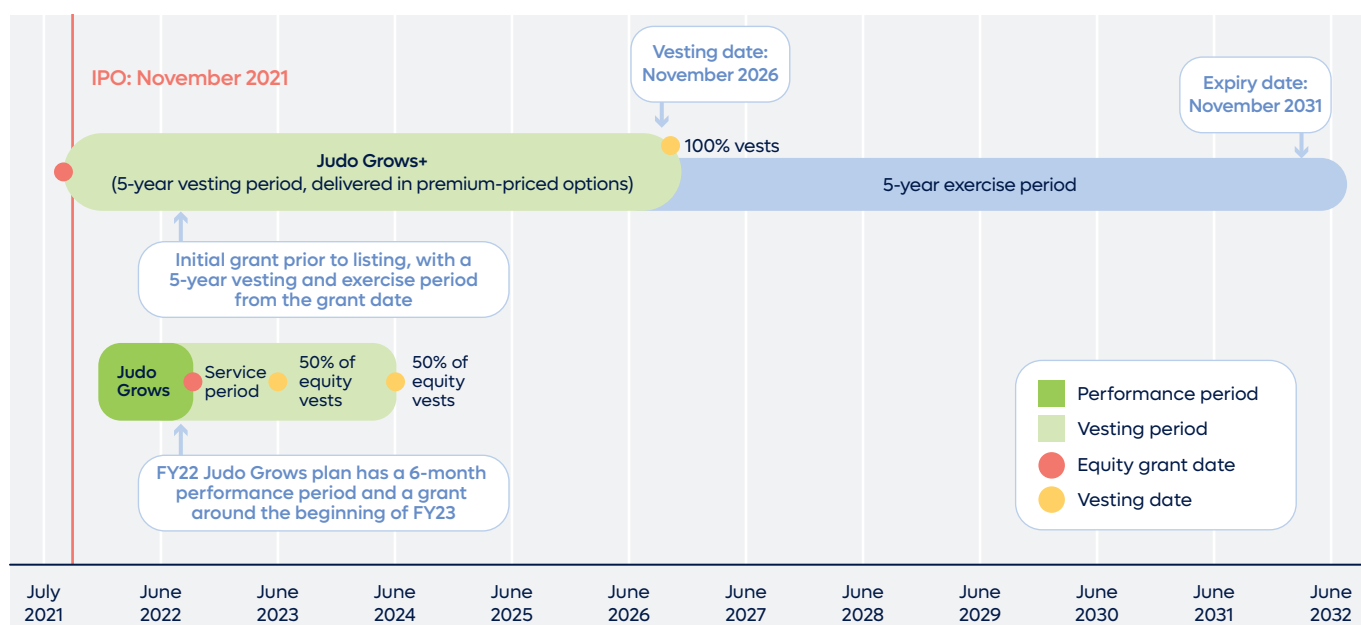 IPO: November 2021
Vesting date:
November 2026
Expiry date:
November 2031
100% vests
Judo Grows+
(5-year vesting period, delivered in premium-priced options)
5-year exercise period
Initial grant prior to listing, with a
5-year vesting and exercise period
from the grant date
Judo
Grows
Service
period
50% of
equity
vests
50% of
equity
vests
FY22 Judo Grows plan has a 6-month
performance period and a grant
around the beginning of FY23
Performance period
Vesting period
Equity grant date
Vesting date
July
2021
June
2022
June
2023
June
2024
June
2025
June
2026
June
2027
June
2028
June
2029
June
2030
June
2031
June
2032